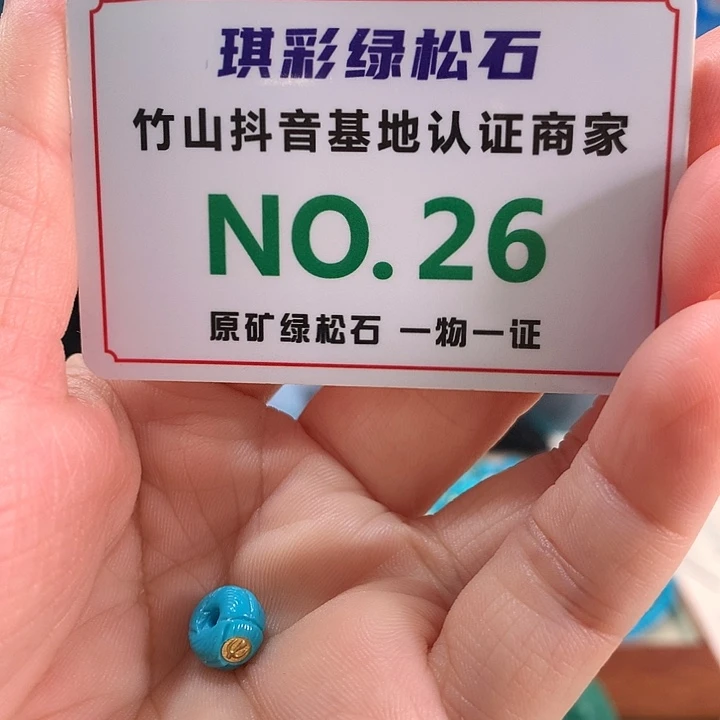 琪彩绿松石
竹山抖音基地认证商家
NO.26
原矿绿松石 一物一证